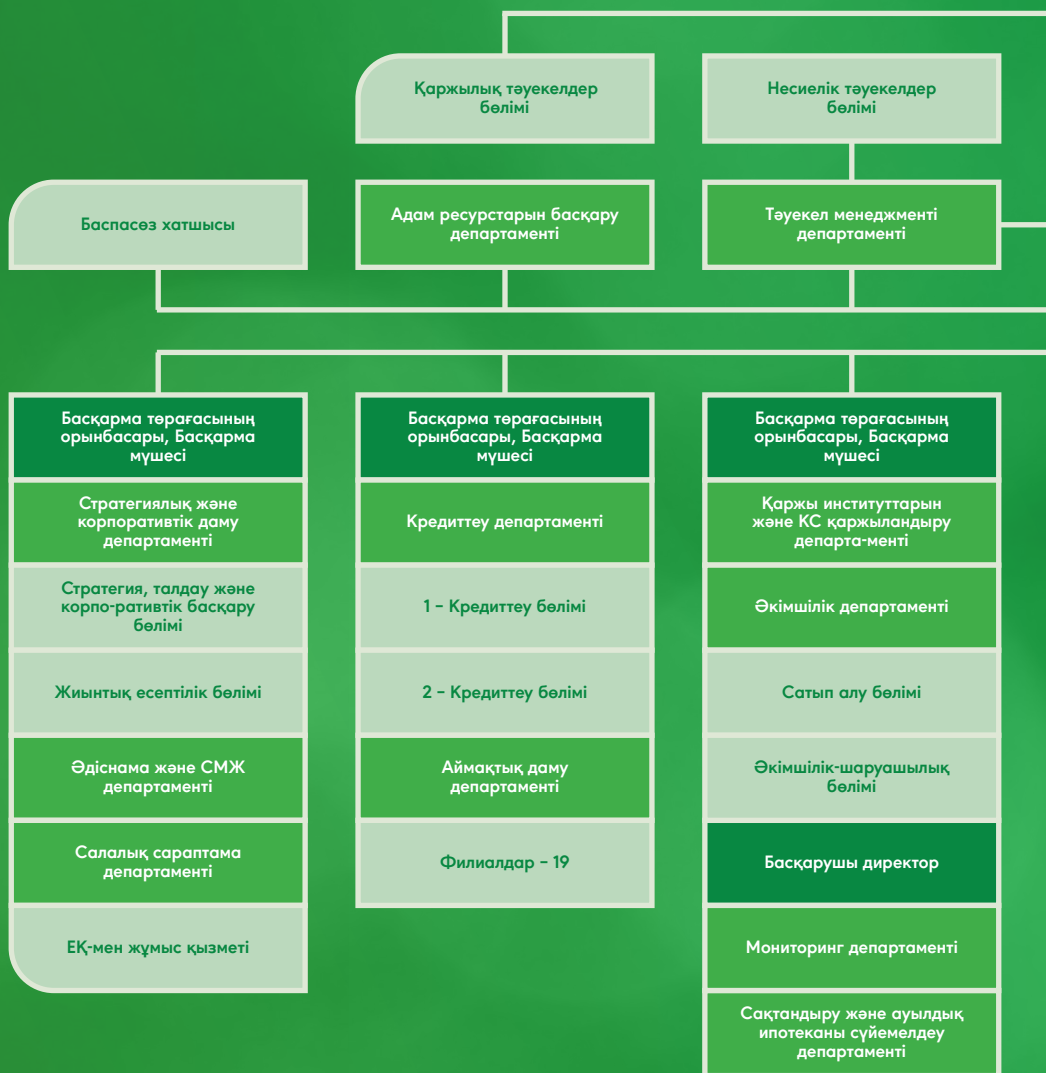 Қаржылық тәуекелдер
бөлімі
Несиелік тәуекелдер
бөлімі
Баспасөз хатшысы
Адам ресурстарын басқару
департаменті
Тәуекел менеджменті
департаменті
Басқарма төрағасының
орынбасары, Басқарма
мүшесі
Стратегиялық және
корпоративтік даму
департаменті
Стратегия, талдау және
корпо-ративтік басқару
бөлімі
Жиынтық есептілік бөлімі
Әдіснама және СМЖ
департаменті
Салалық сараптама
департаменті
ЕҚ-мен жұмыс қызметі
Басқарма төрағасының
орынбасары, Басқарма
мүшесі
Кредиттеу департаменті
1 – Кредиттеу бөлімі
2 – Кредиттеу бөлімі
Аймақтық даму
департаменті
Филиалдар – 19
Басқарма төрағасының
орынбасары, Басқарма
мүшесі
Қаржы институттарын
және КС қаржыландыру
департа-менті
Әкімшілік департаменті
Сатып алу бөлімі
Әкімшілік-шаруашылық
бөлімі
Басқарушы директор
Мониторинг департаменті
Сақтандыру және ауылдық
ипотеканы сүйемелдеу
департаменті